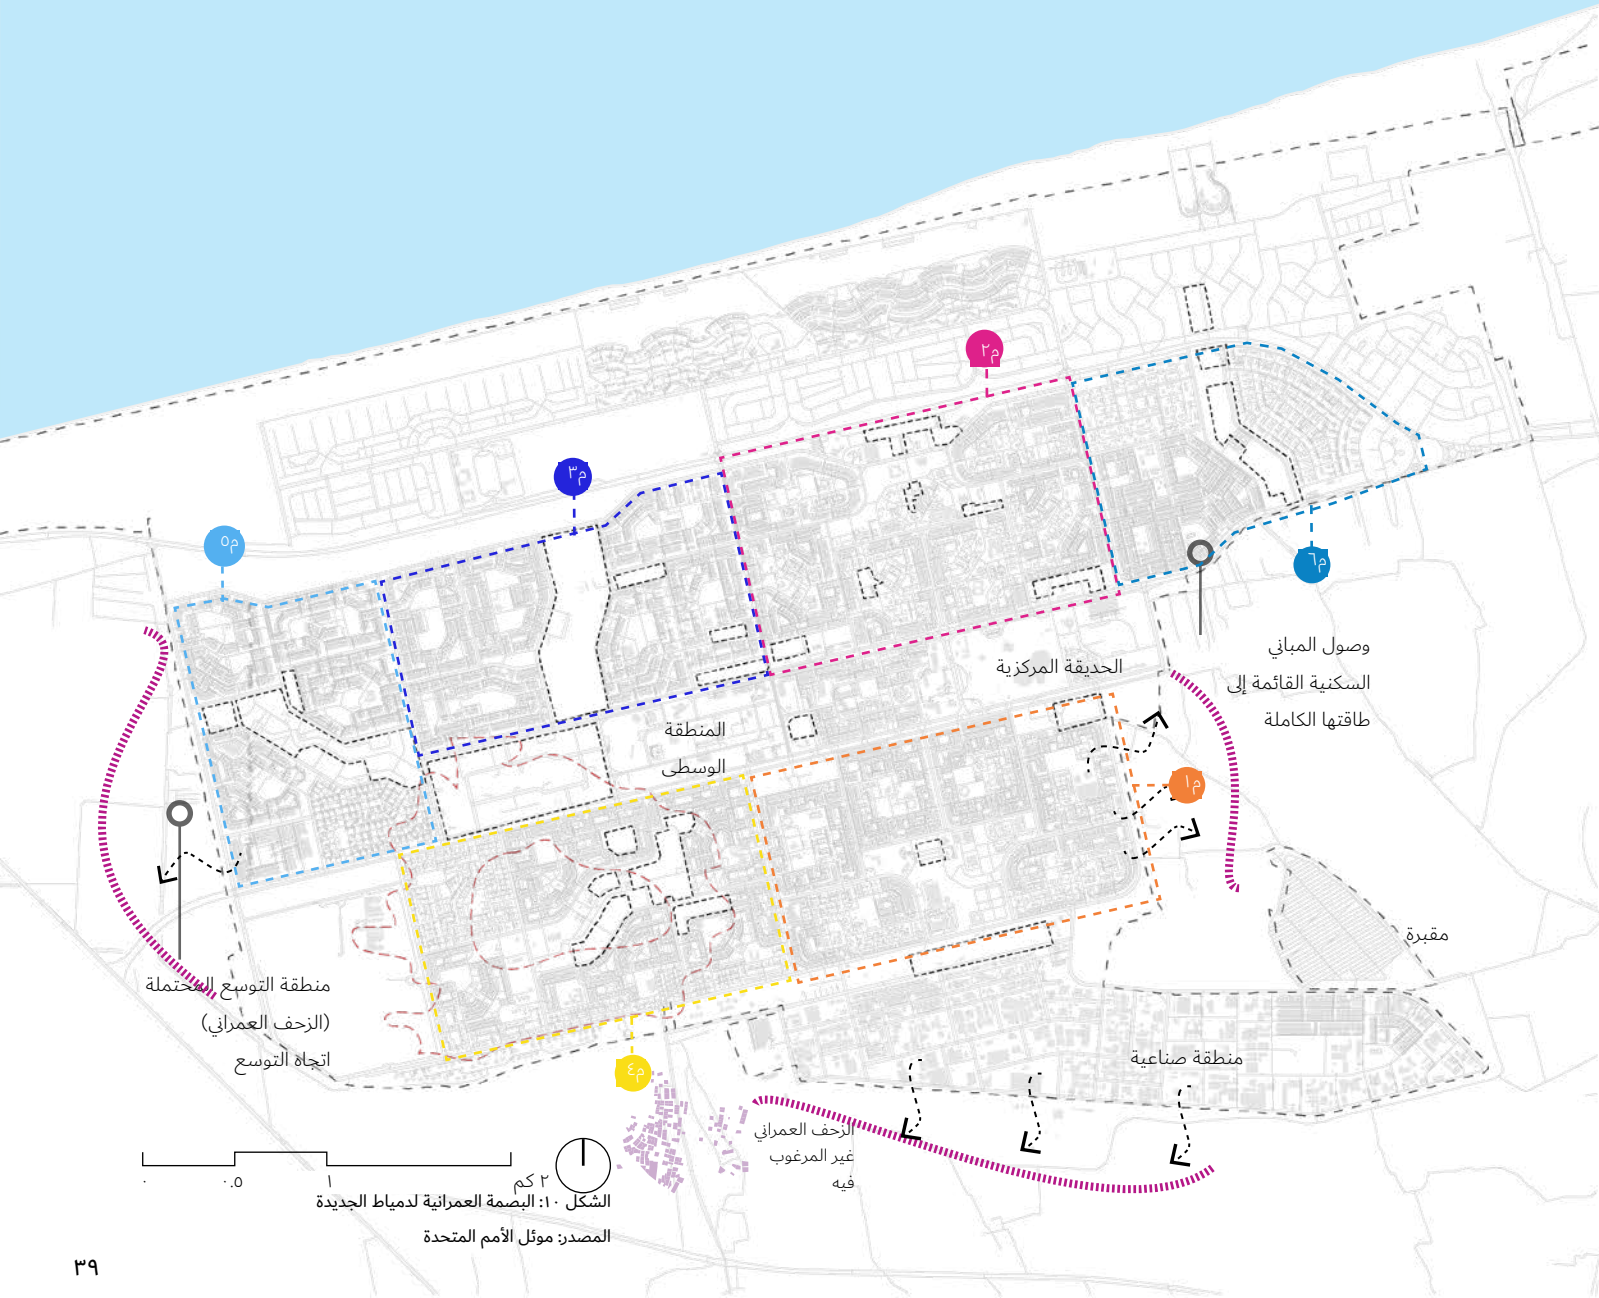 م٢
م٣
م٥
م٦
وصول المباني
السكنية القائمة إلى
طاقتها الكاملة
الحديقة المركزية
المنطقة
الوسطى
م١
مقبرة
منطقة التوسع المحتملة
(الزحف العمراني)
اتجاه التوسع
منطقة صناعية
م٤
الزحف العمراني
غير المرغوب
فيه
٠
٠.٥
١
٢ كم
الشكل ١٠: البصمة العمرانية لدمياط الجديدة
المصدر: موئل الأمم المتحدة
٣٩